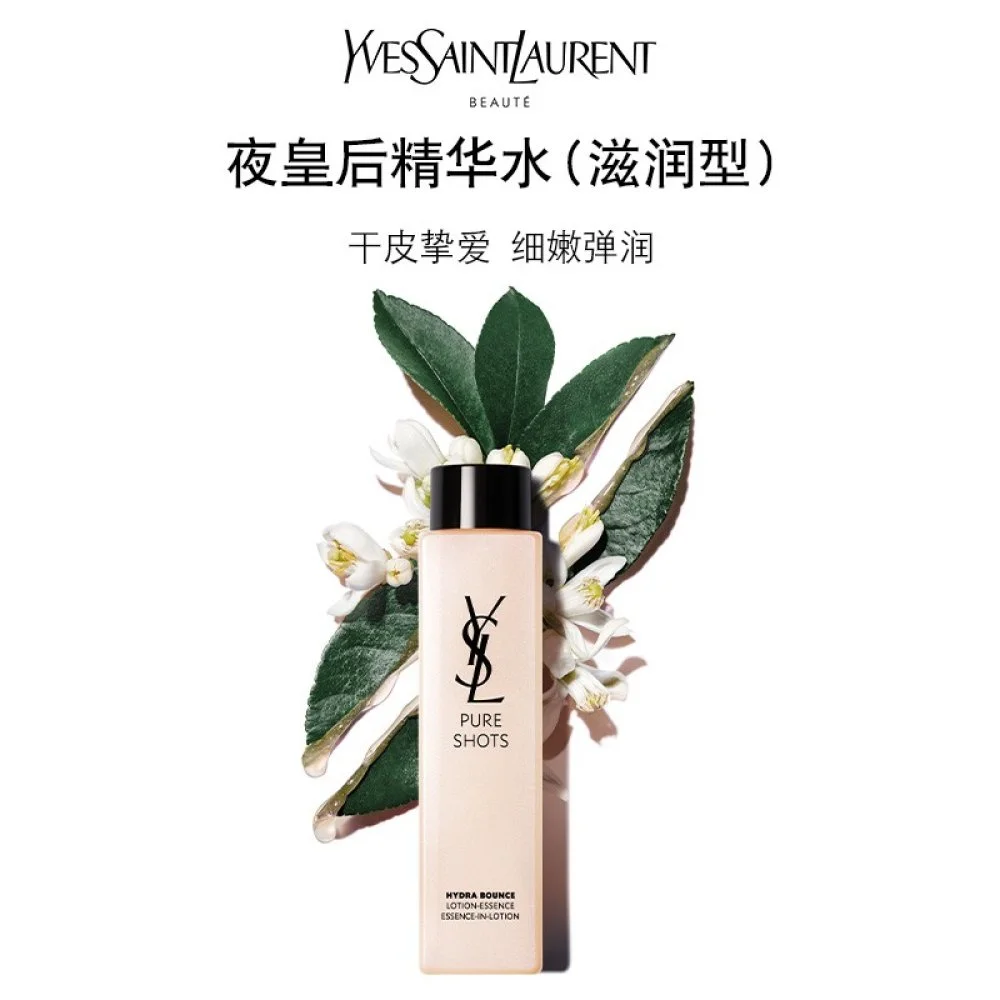 YVESSAINTLAURENT
BEAUTÉ
夜皇后精华水(滋润型)
干皮挚爱 细嫩弹润
YSL
PURE
SHOTS
HYDRA BOUNCE
LOTION-ESSENCE
ESSENCE-IN-LOTION